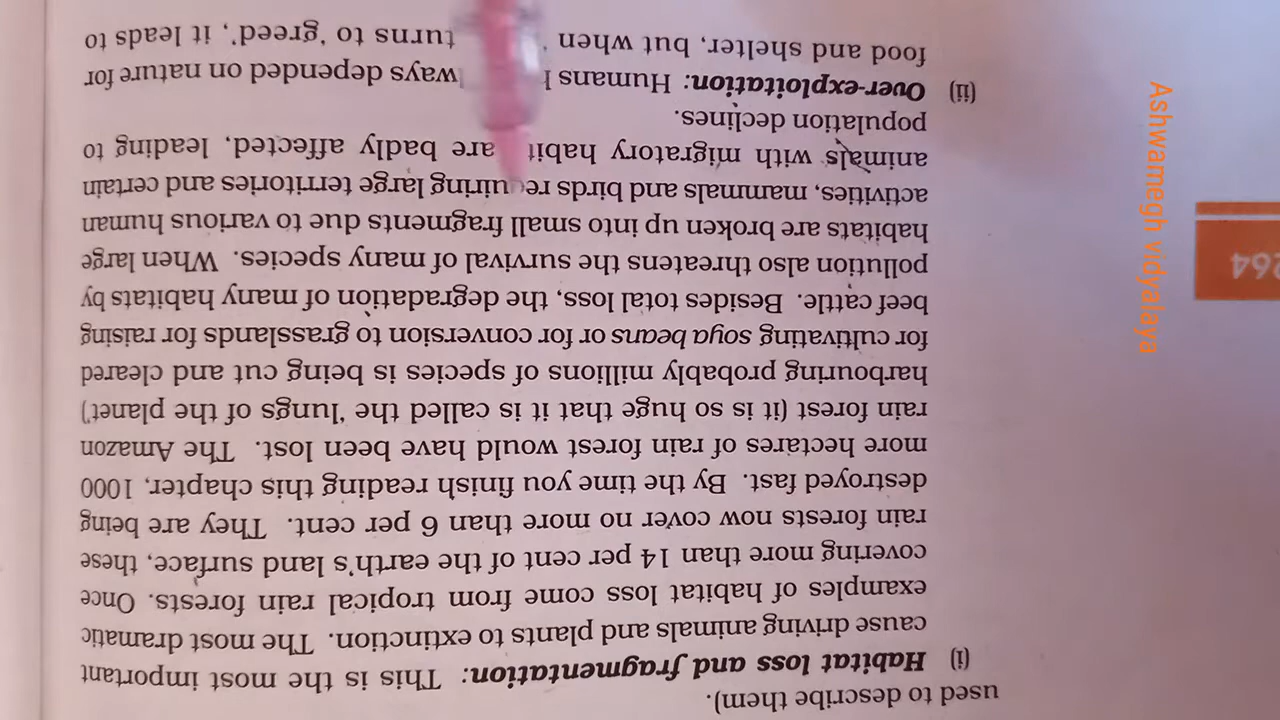 used to describe them).
(i) Habitat loss and fragmentation: This is the most important
cause driving animals and plants to extinction. The most dramatic
examples of habitat loss come from tropical rain forests. Once
covering more than 14 per cent of the earth's land surface, these
rain forests now cover no more than 6 per cent. They are being
destroyed fast. By the time you finish reading this chapter, 1000
more hectares of rain forest would have been lost. The Amazon
rain forest (it is so huge that it is called the 'lungs of the planet')
harbouring probably millions of species is being cut and cleared
for cultivating soya beans or for conversion to grasslands for raising
beef cattle. Besides total loss, the degradation of many habitats by
pollution also threatens the survival of many species. When large
habitats are broken up into small fragments due to various human
activities, mammals and birds requiring large territories and certain
animals with migratory habit are badly affected, leading to
population declines.
(ii) Over-exploitation: Humans ways depended on nature for
food and shelter, but when turns to 'greed', it leads to
264
Ashwamegh vidyalaya